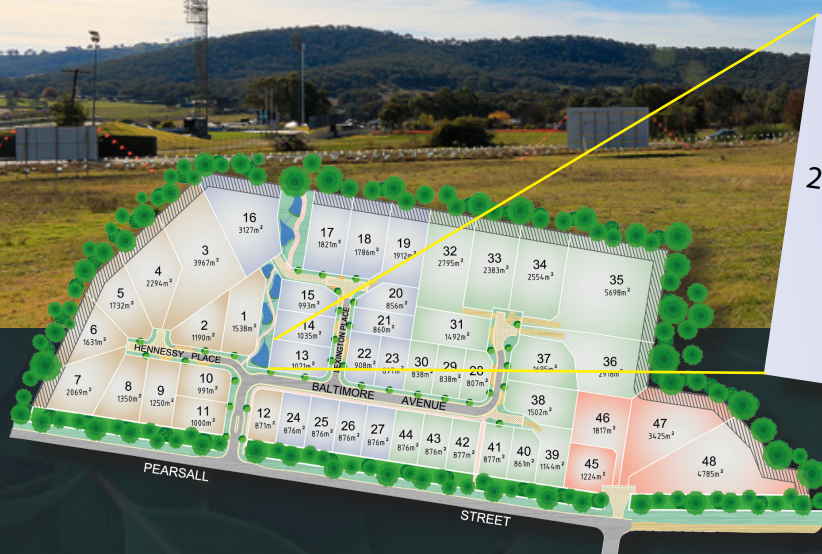 16
3127m²
17
1821m²
18
1786m²
19
1912m²
32
2795m²
33
2383m²
34
2554m²
35
5698m²
3
3967m²
4
2294m²
5
1732m²
6
1631m²
7
2069m²
2
1190m²
1
1538m²
15
993m²
14
1035m²
13
1071m²
20
856m²
21
860m²
22
908m²
23
31
1492m²
30
838m²
29
838m²
28
807m²
37
36
38
1502m²
HENNESSY PLACE
EXINGTON PLACE
BALTIMORE AVENUE
8
1350m²
9
1250m²
10
991m²
11
1000m²
12
871m²
24
876m²
25
876m²
26
876m²
27
876m²
44
876m²
43
876m²
42
877m²
41
877m²
40
861m²
39
1144m²
46
1817m²
45
1224m²
47
3425m²
48
4785m²
PEARSALL STREET
2